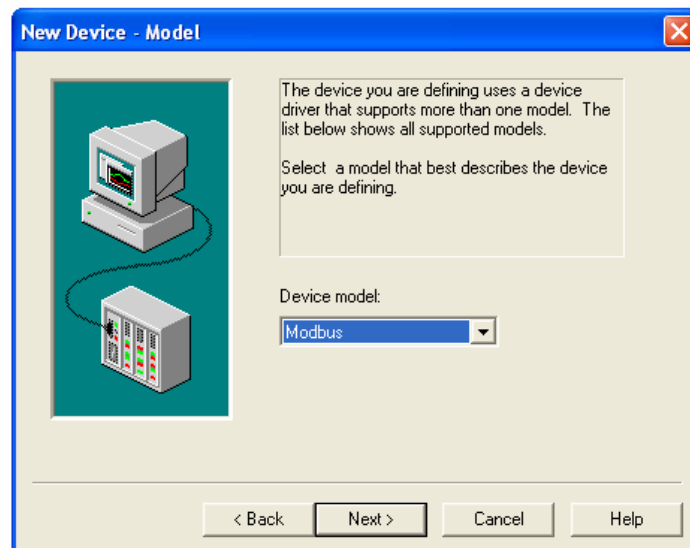 New Device - Model
The device you are defining uses a device
driver that supports more than one model.  The
list below shows all supported models.
Select  a model that best describes the device
you are defining.
Device model:
Modbus
< Back
Next >
Cancel
Help